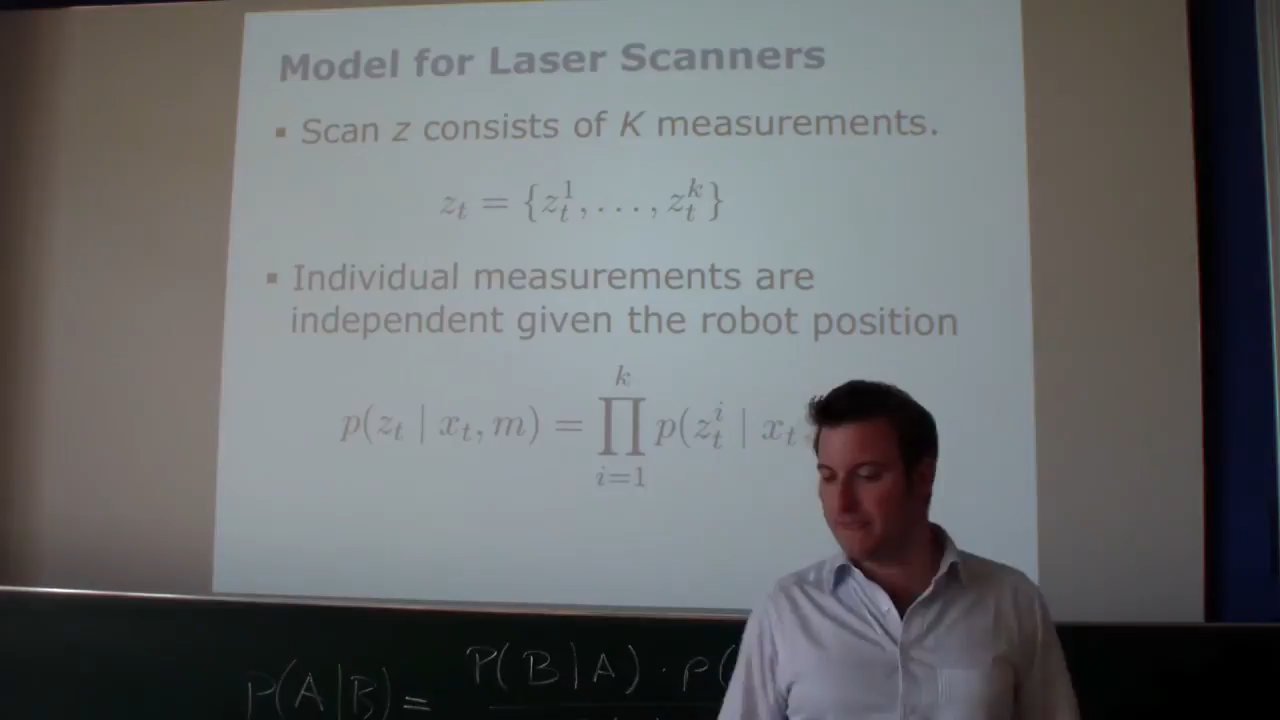 Model for Laser Scanners
▪ Scan z consists of K measurements.
z_t = {z_t^1, . . . , z_t^k}
▪ Individual measurements are
independent given the robot position
p(z_t | x_t, m) = ∏_{i=1}^{k} p(z_t^i | x_t
P(A|B) = P(B|A) · P(